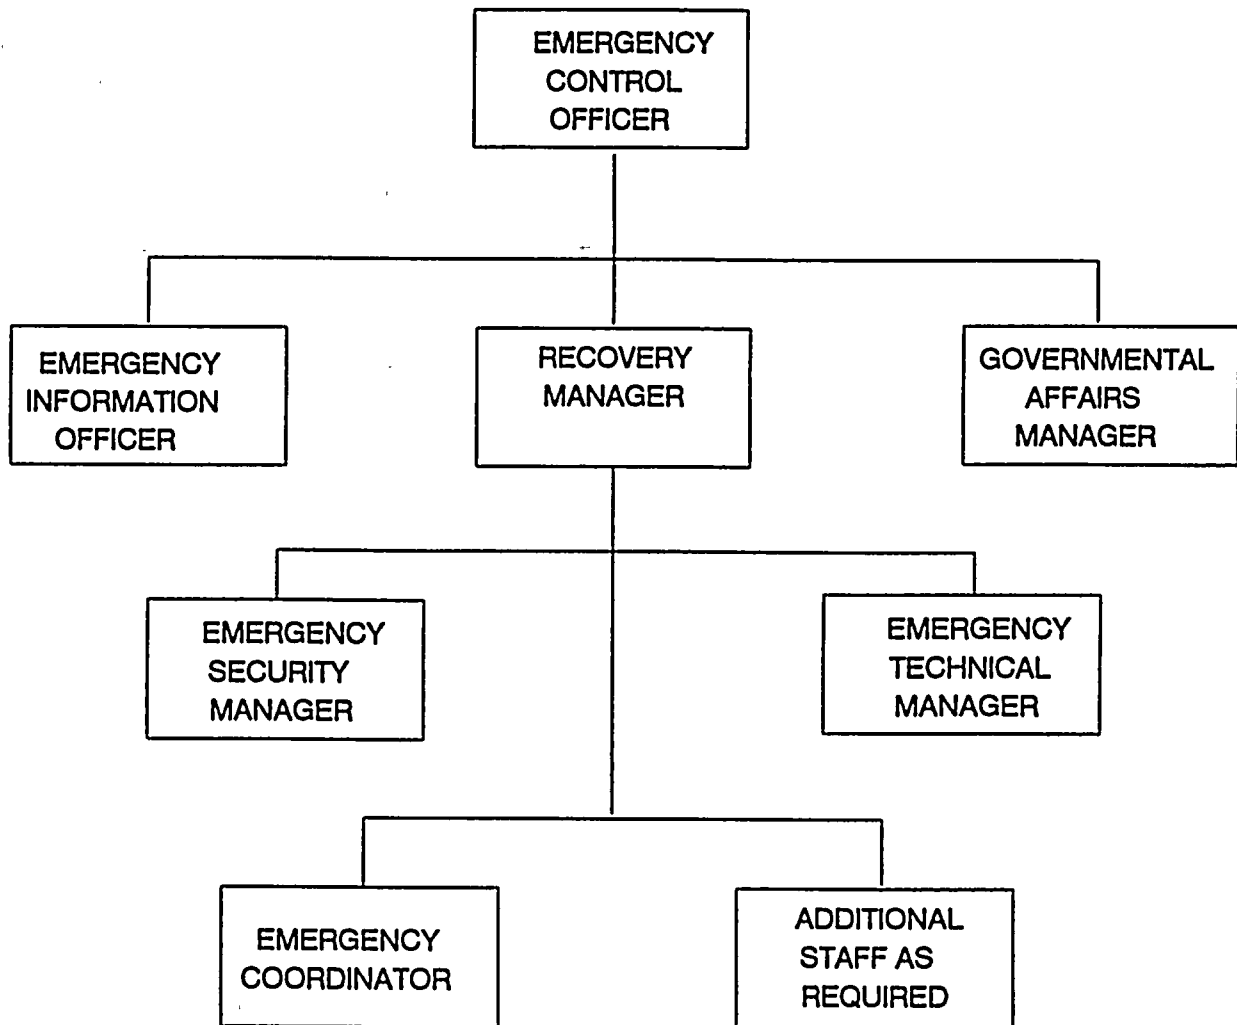 EMERGENCY
CONTROL
OFFICER
EMERGENCY
INFORMATION
OFFICER
RECOVERY
MANAGER
GOVERNMENTAL
AFFAIRS
MANAGER
EMERGENCY
SECURITY
MANAGER
EMERGENCY
TECHNICAL
MANAGER
EMERGENCY
COORDINATOR
ADDITIONAL
STAFF AS
REQUIRED